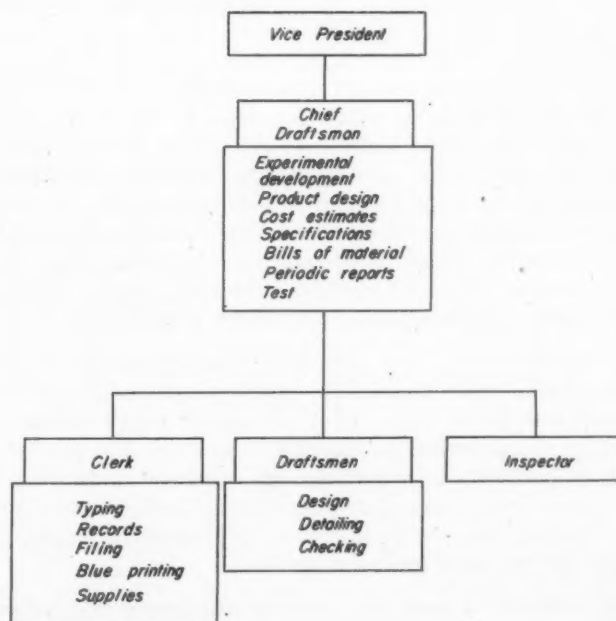 Vice President
Chief
Draftsman
Experimental
development
Product design
Cost estimates
Specifications
Bills of material
Periodic reports
Test
Clerk
Typing
Records
Filing
Blue printing
Supplies
Draftsmen
Design
Detailing
Checking
Inspector